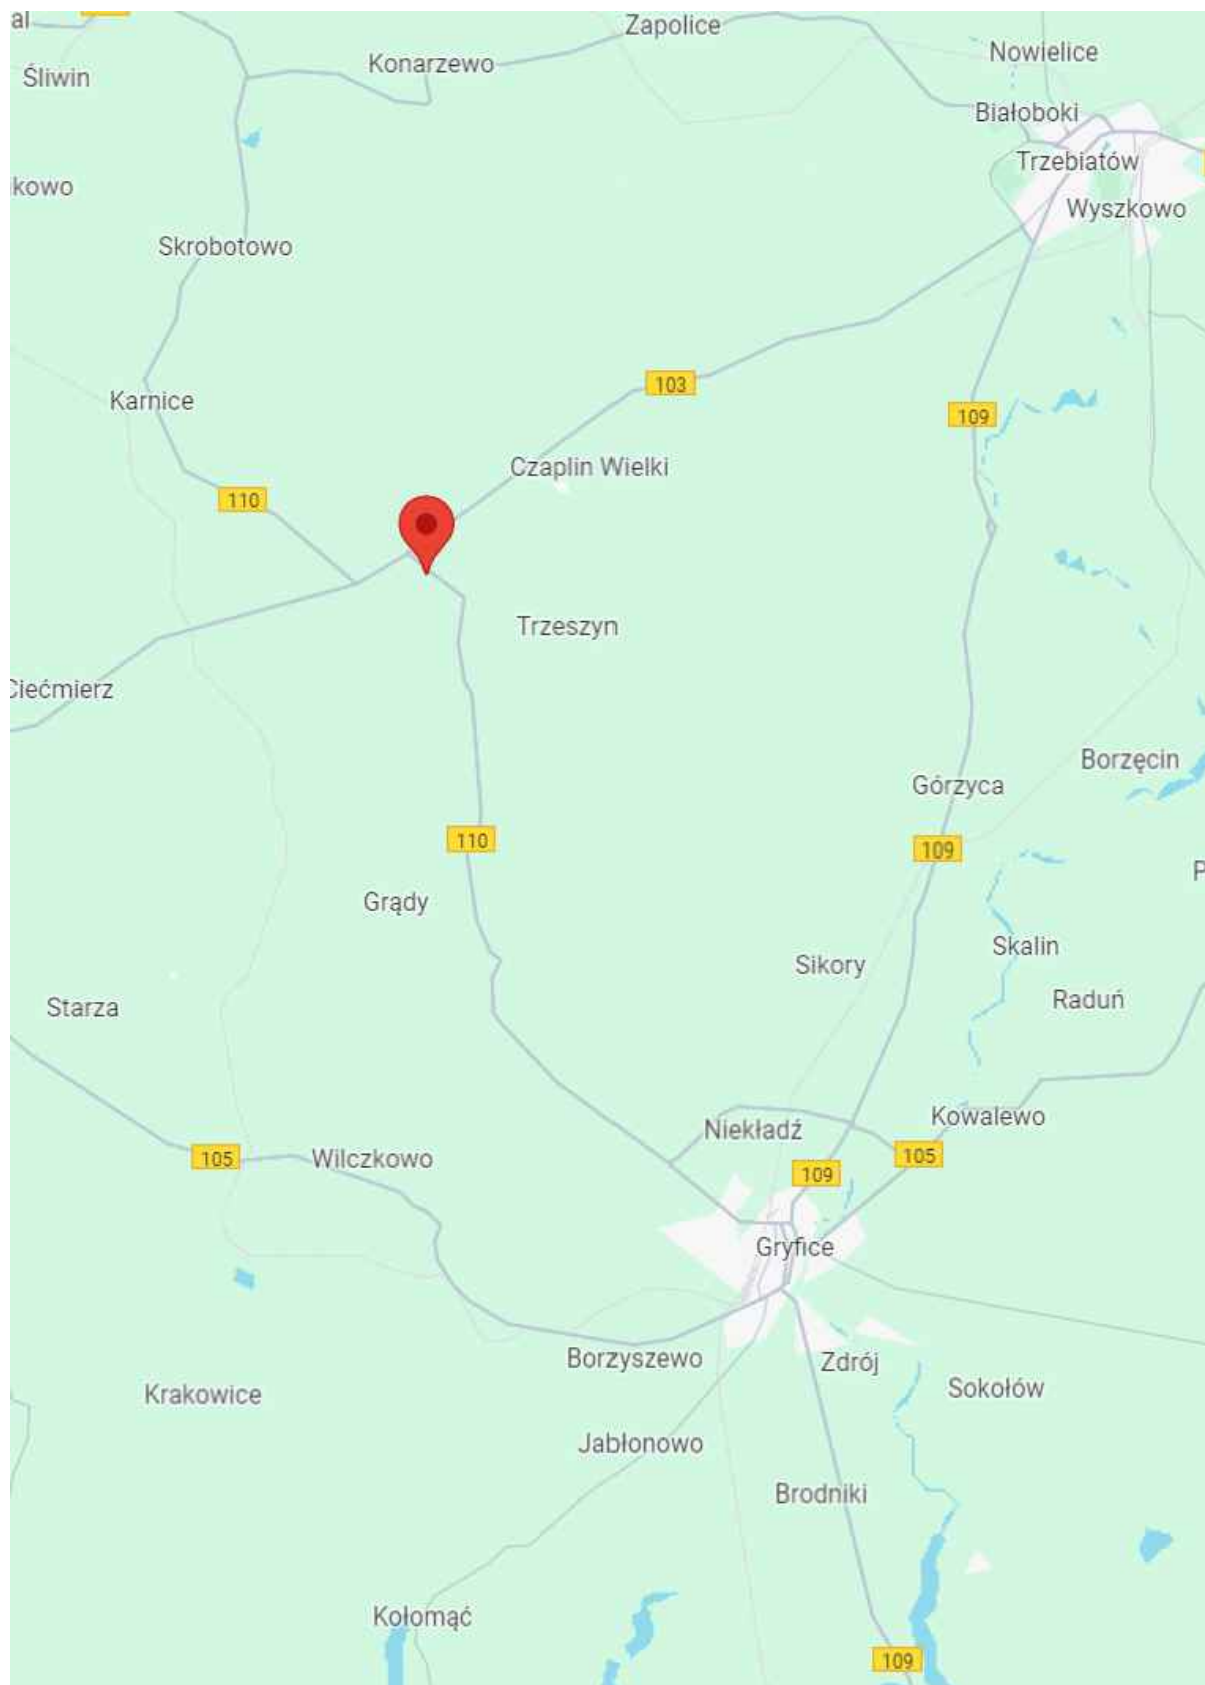 al
Zapolice
Nowielice
Konarzewo
Śliwin
Białoboki
Trzebiatów
kowo
Wyszkowo
Skrobotowo
103
Karnice
109
Czaplin Wielki
110
Trzeszyn
Ciećmierz
Borzęcin
Górzyca
110
109
P
Grądy
Skalin
Sikory
Raduń
Starza
Kowalewo
Niekładź
105
105
Wilczkowo
109
Gryfice
Borzyszewo
Zdrój
Sokołów
Krakowice
Jabłonowo
Brodniki
Kołomąć
109